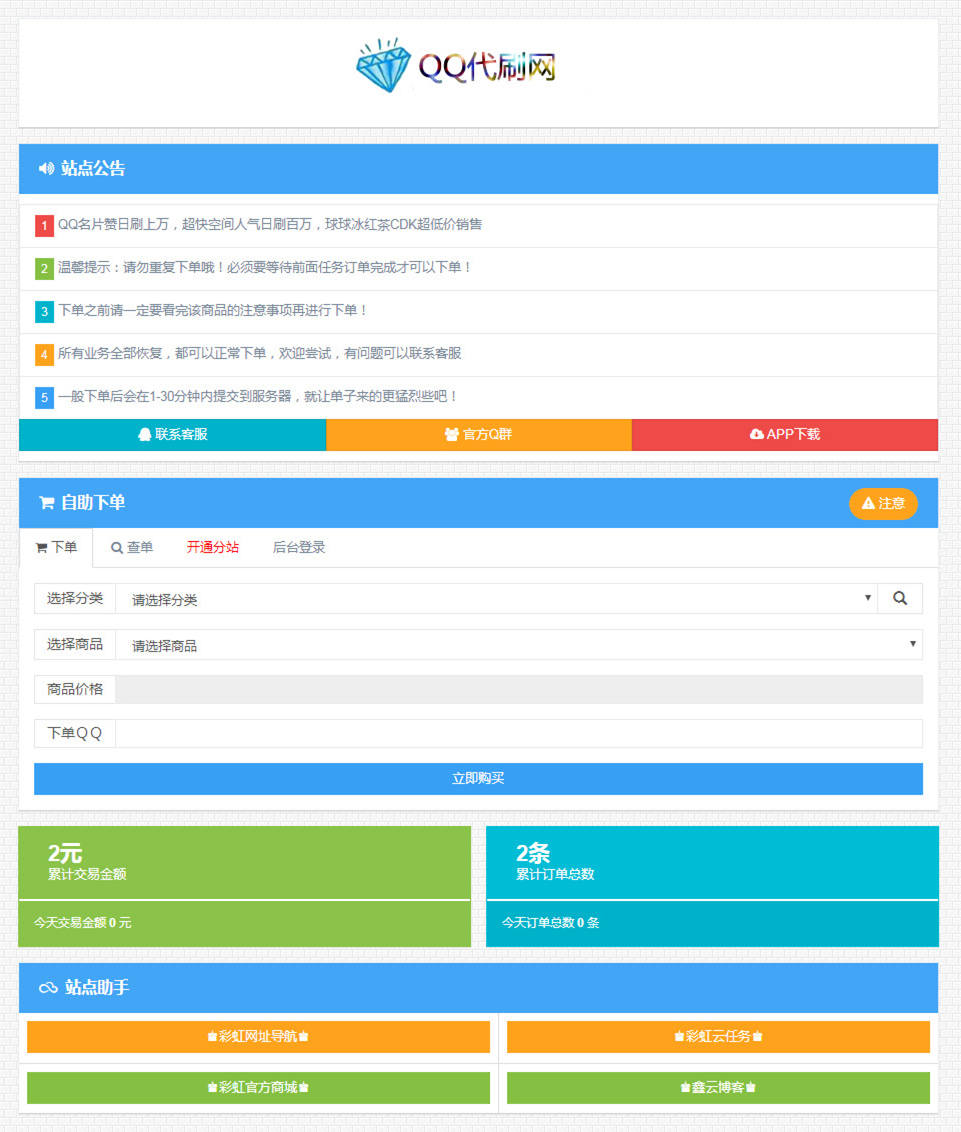 QQ代刷网
站点公告
1 QQ名片赞日刷上万，超快空间人气日刷百万，球球冰红茶CDK超低价销售
2 温馨提示：请勿重复下单哦！必须要等待前面任务订单完成才可以下单！
3 下单之前请一定要看完该商品的注意事项再进行下单！
4 所有业务全部恢复，都可以正常下单，欢迎尝试，有问题可以联系客服
5 一般下单后会在1-30分钟内提交到服务器，就让单子来的更猛烈些吧！
联系客服 官方Q群 APP下载
自助下单 注意
下单 查单 开通分站 后台登录
选择分类 请选择分类
选择商品 请选择商品
商品价格
下单ＱＱ
立即购买
2元 2条
累计交易金额 累计订单总数
今天交易金额 0 元 今天订单总数 0 条
站点助手
彩虹网址导航 彩虹云任务
彩虹官方商城 鑫云博客